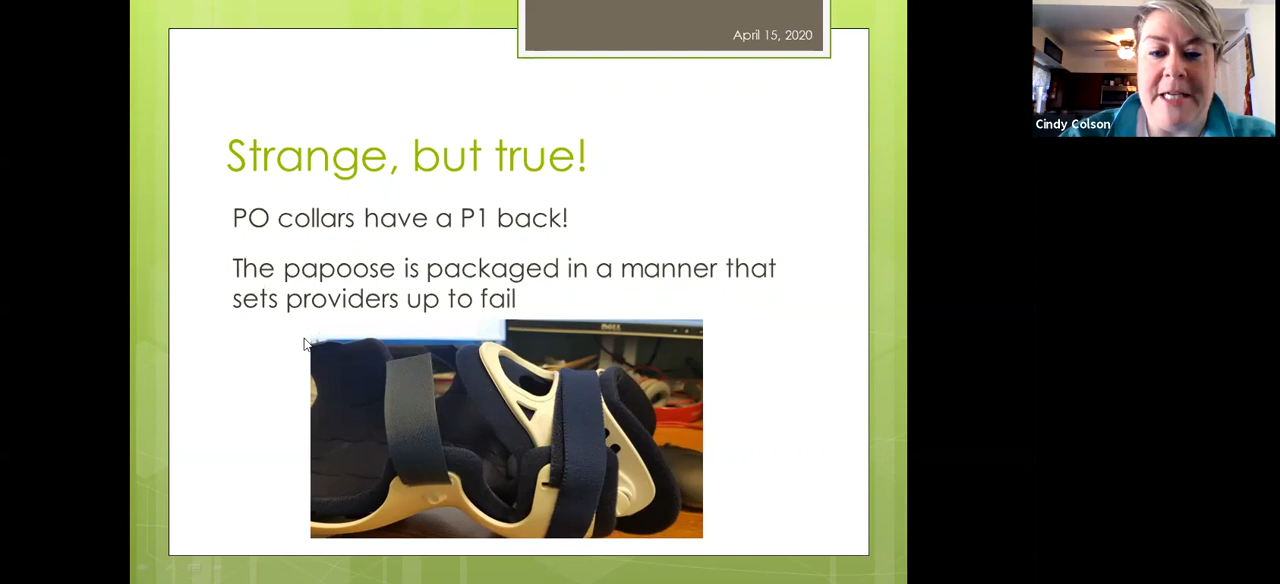 April 15, 2020
Cindy Colson
Strange, but true!
PO collars have a P1 back!
The papoose is packaged in a manner that
sets providers up to fail
DELL